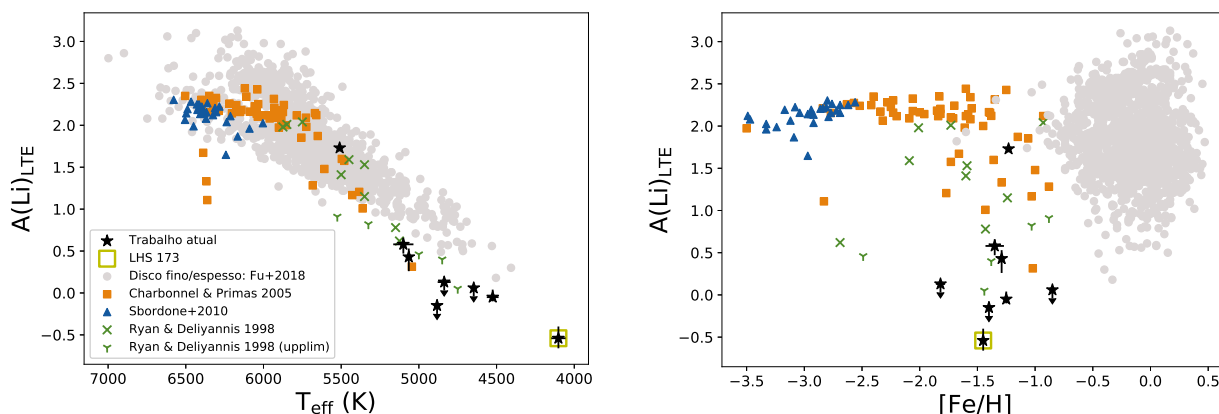 A(Li)LTE
3.0
2.5
2.0
1.5
1.0
0.5
0.0
−0.5
Trabalho atual
LHS 173
Disco fino/espesso: Fu+2018
Charbonnel & Primas 2005
Sbordone+2010
Ryan & Deliyannis 1998
Ryan & Deliyannis 1998 (upplim)
7000 6500 6000 5500 5000 4500 4000
Teff (K)
A(Li)LTE
3.0
2.5
2.0
1.5
1.0
0.5
0.0
−0.5
−3.5 −3.0 −2.5 −2.0 −1.5 −1.0 −0.5 0.0 0.5
[Fe/H]